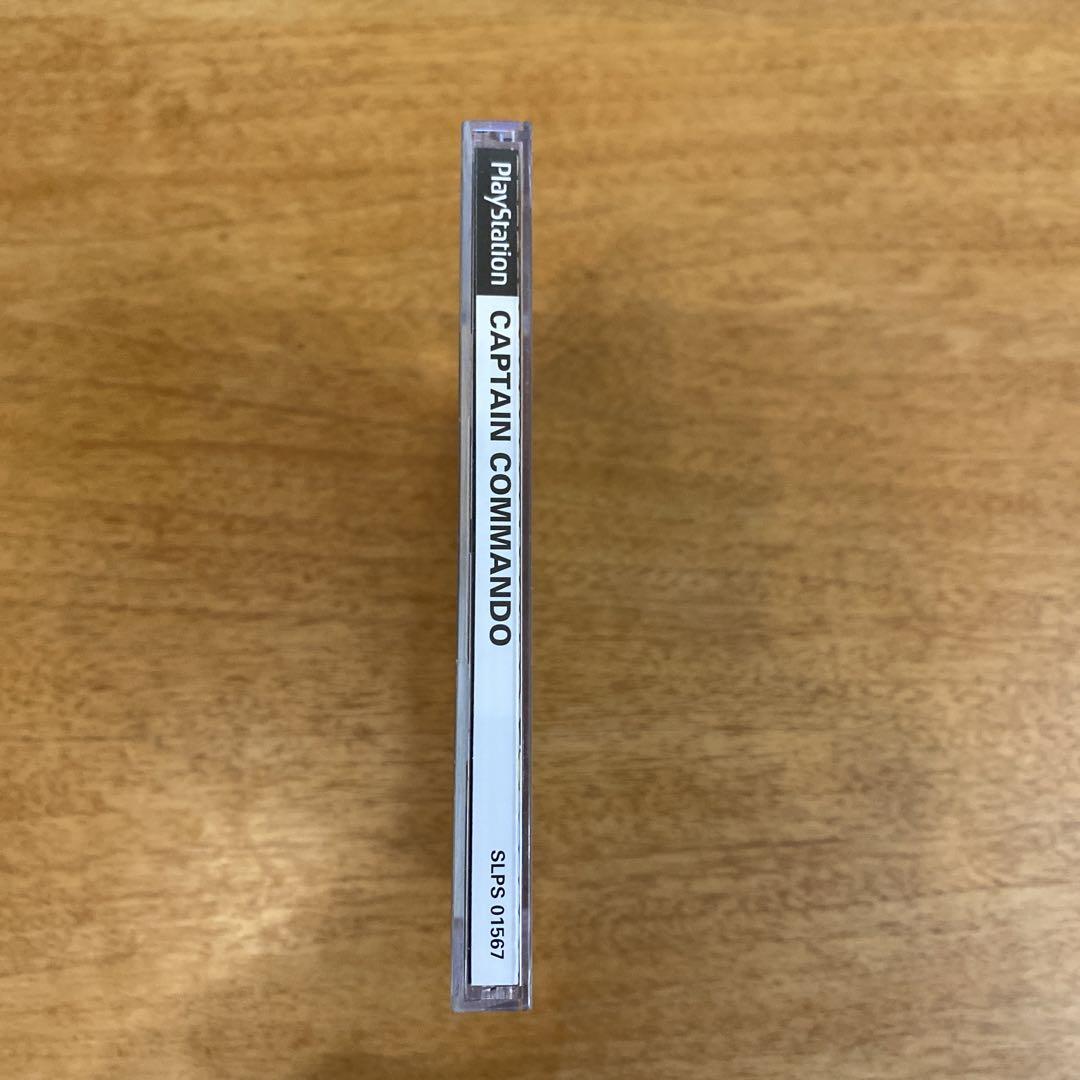 PlayStation
CAPTAIN COMMANDO
SLPS 01567